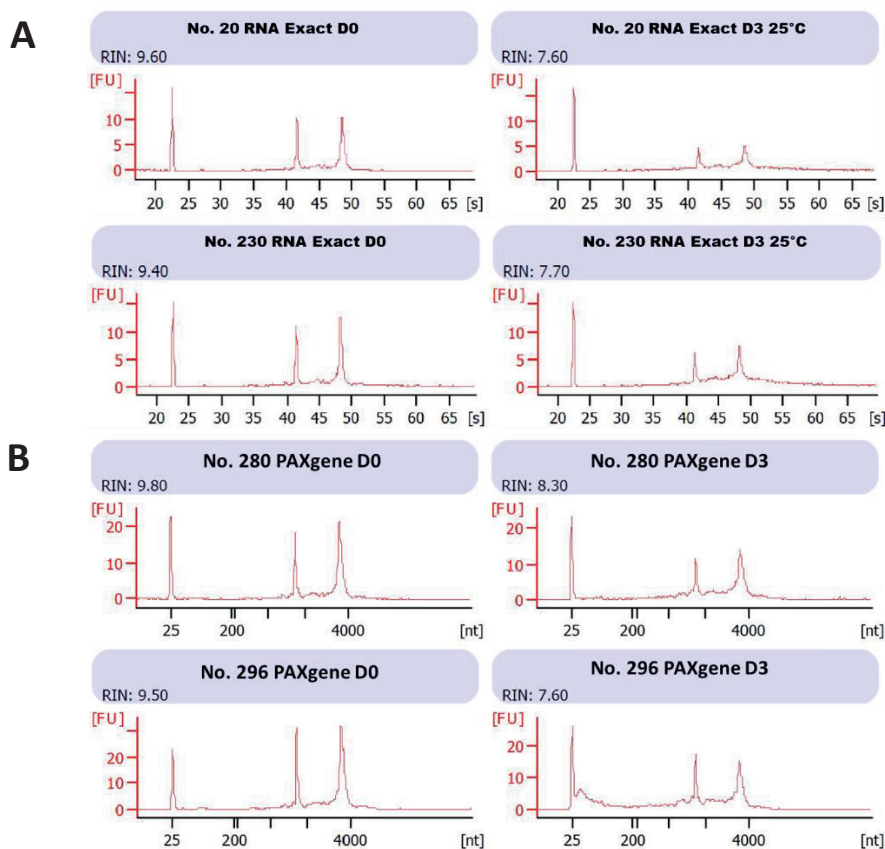 A
No. 20 RNA Exact D0
RIN: 9.60
[FU]
10
5
0
20 25 30 35 40 45 50 55 60 65 [s]
No. 20 RNA Exact D3 25°C
RIN: 7.60
[FU]
10
5
0
20 25 30 35 40 45 50 55 60 65 [s]
No. 230 RNA Exact D0
RIN: 9.40
[FU]
10
5
0
20 25 30 35 40 45 50 55 60 65 [s]
No. 230 RNA Exact D3 25°C
RIN: 7.70
[FU]
10
5
0
20 25 30 35 40 45 50 55 60 65 [s]
B
No. 280 PAXgene D0
RIN: 9.80
[FU]
20
10
0
25 200 4000 [nt]
No. 280 PAXgene D3
RIN: 8.30
[FU]
20
10
0
25 200 4000 [nt]
No. 296 PAXgene D0
RIN: 9.50
[FU]
20
10
0
25 200 4000 [nt]
No. 296 PAXgene D3
RIN: 7.60
[FU]
20
10
0
25 200 4000 [nt]